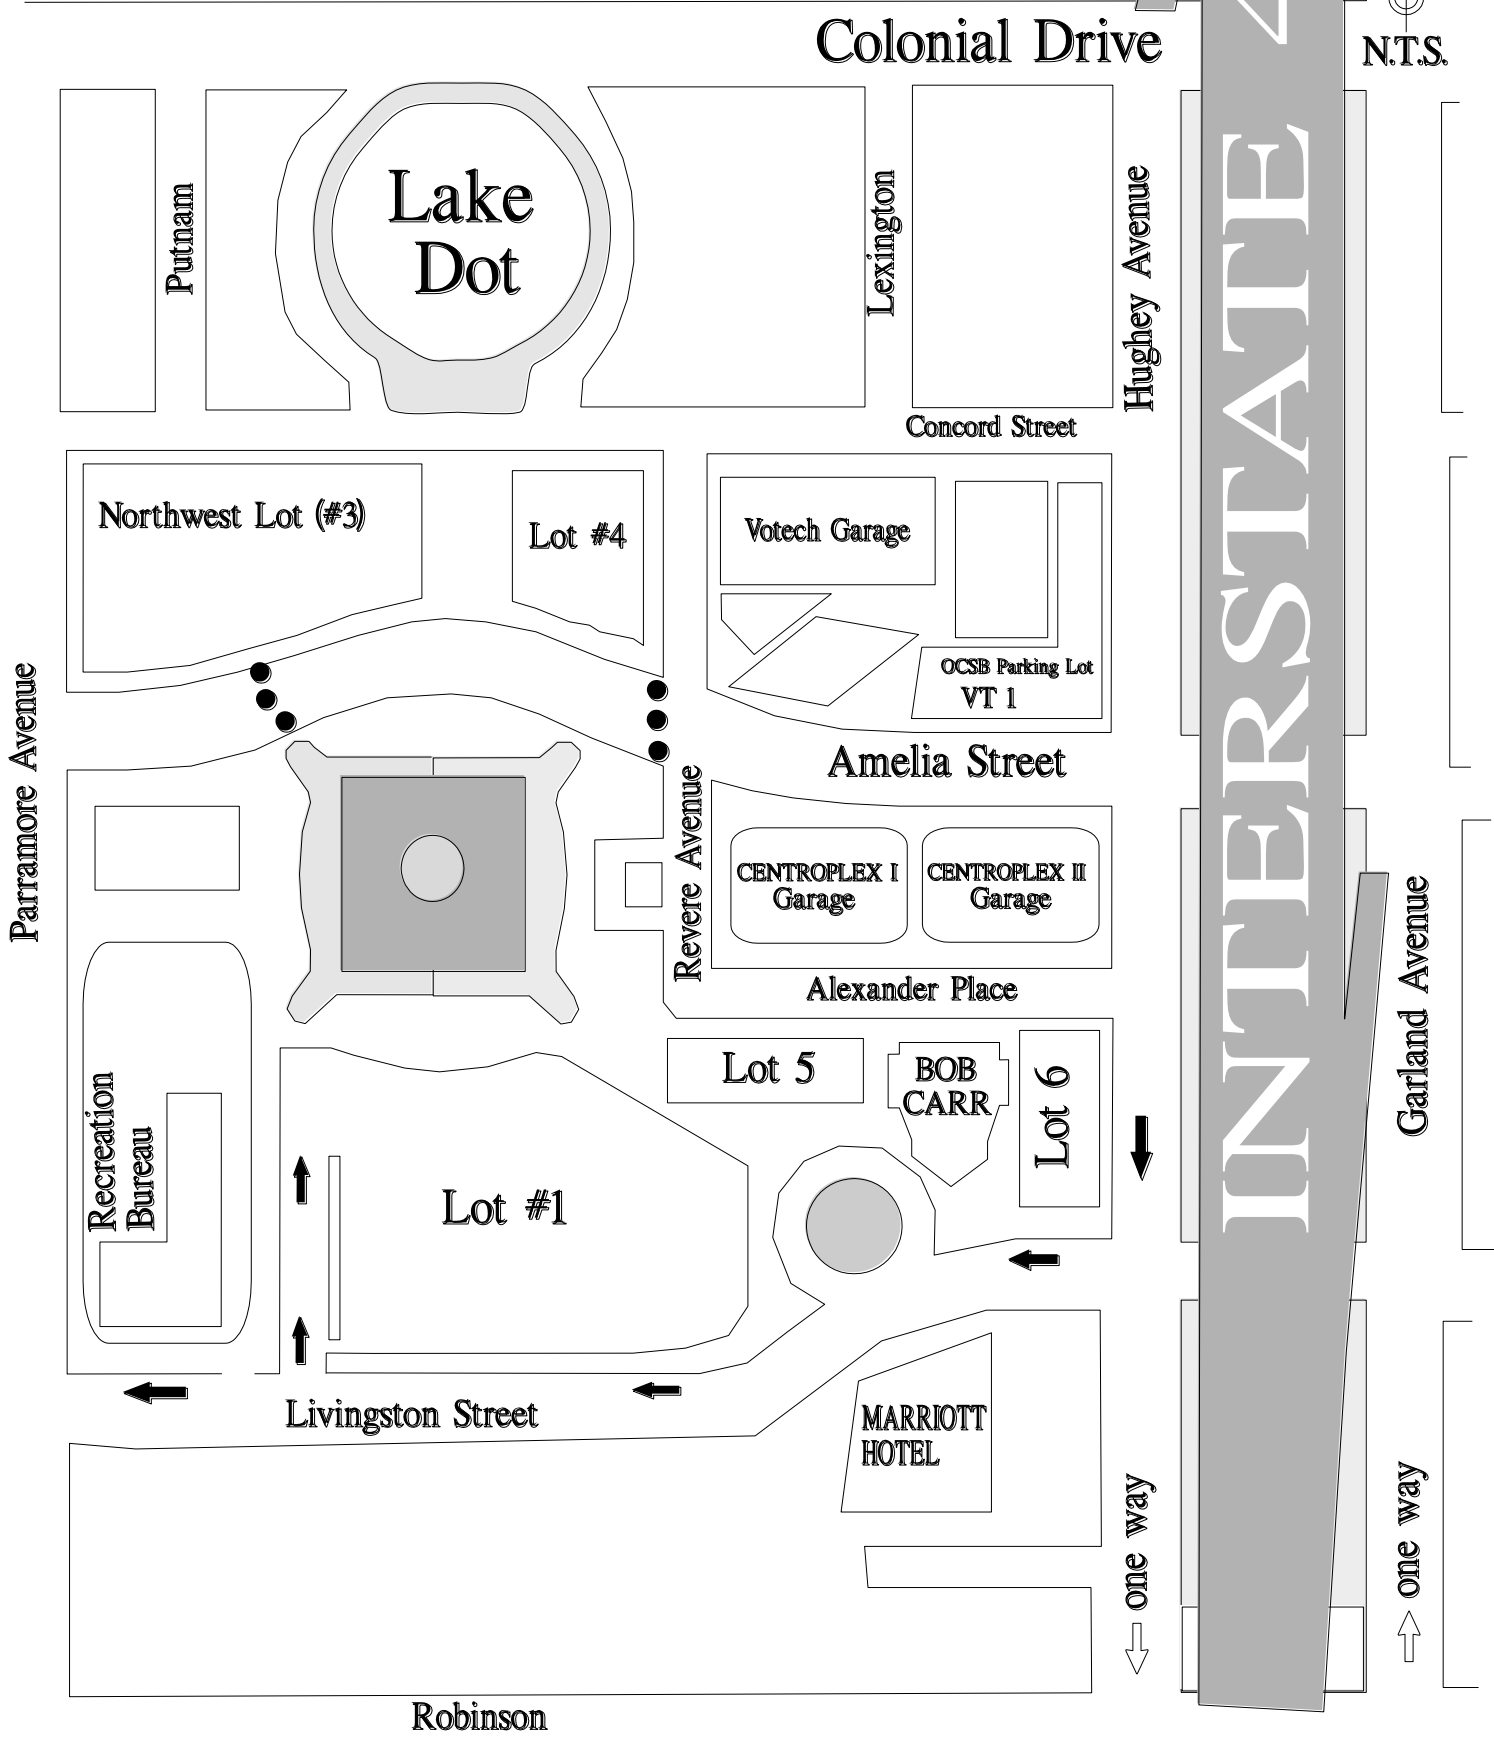 Colonial Drive
N.T.S.
INTERSTATE 4
Putnam
Lake
Dot
Lexington
Hughey Avenue
Concord Street
Northwest Lot (#3)
Lot #4
Votech Garage
OCSB Parking Lot
VT 1
Parramore Avenue
Amelia Street
Revere Avenue
CENTROPLEX I
Garage
CENTROPLEX II
Garage
Garland Avenue
Alexander Place
Recreation
Bureau
Lot 5
BOB
CARR
Lot 6
Lot #1
Livingston Street
MARRIOTT
HOTEL
one way
one way
Robinson